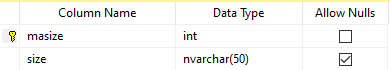 Column Name Data Type Allow Nulls
masize int
size nvarchar(50)